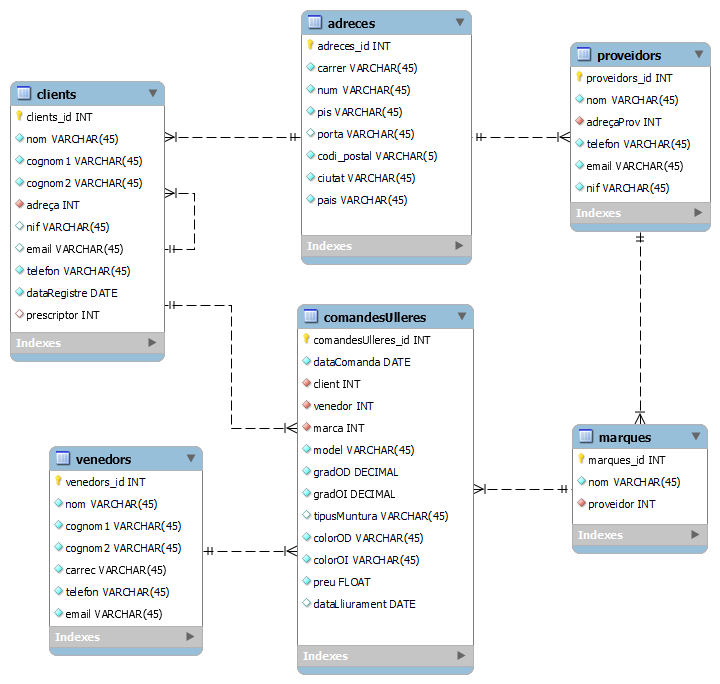 adreces
adreces_id INT
carrer VARCHAR(45)
num VARCHAR(45)
pis VARCHAR(45)
porta VARCHAR(45)
codi_postal VARCHAR(5)
ciutat VARCHAR(45)
pais VARCHAR(45)
Indexes
proveidors
proveidors_id INT
nom VARCHAR(45)
adreçaProv INT
telefon VARCHAR(45)
email VARCHAR(45)
nif VARCHAR(45)
Indexes
clients
clients_id INT
nom VARCHAR(45)
cognom1 VARCHAR(45)
cognom2 VARCHAR(45)
adreça INT
nif VARCHAR(45)
email VARCHAR(45)
telefon VARCHAR(45)
dataRegistre DATE
prescriptor INT
Indexes
comandesUlleres
comandesUlleres_id INT
dataComanda DATE
client INT
venedor INT
marca INT
model VARCHAR(45)
gradOD DECIMAL
gradOI DECIMAL
tipusMuntura VARCHAR(45)
colorOD VARCHAR(45)
colorOI VARCHAR(45)
preu FLOAT
dataLliurament DATE
Indexes
marques
marques_id INT
nom VARCHAR(45)
proveidor INT
Indexes
venedors
venedors_id INT
nom VARCHAR(45)
cognom1 VARCHAR(45)
cognom2 VARCHAR(45)
carrec VARCHAR(45)
telefon VARCHAR(45)
email VARCHAR(45)
Indexes